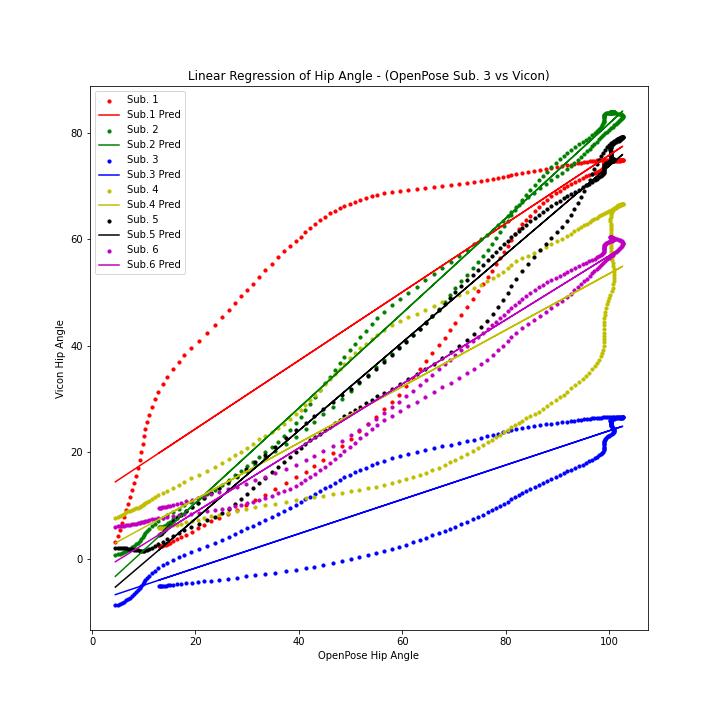 Linear Regression of Hip Angle - (OpenPose Sub. 3 vs Vicon)
Sub. 1
Sub.1 Pred
Sub. 2
Sub.2 Pred
Sub. 3
Sub.3 Pred
Sub. 4
Sub.4 Pred
Sub. 5
Sub.5 Pred
Sub. 6
Sub.6 Pred
80
60
40
20
0
Vicon Hip Angle
0 20 40 60 80 100
OpenPose Hip Angle